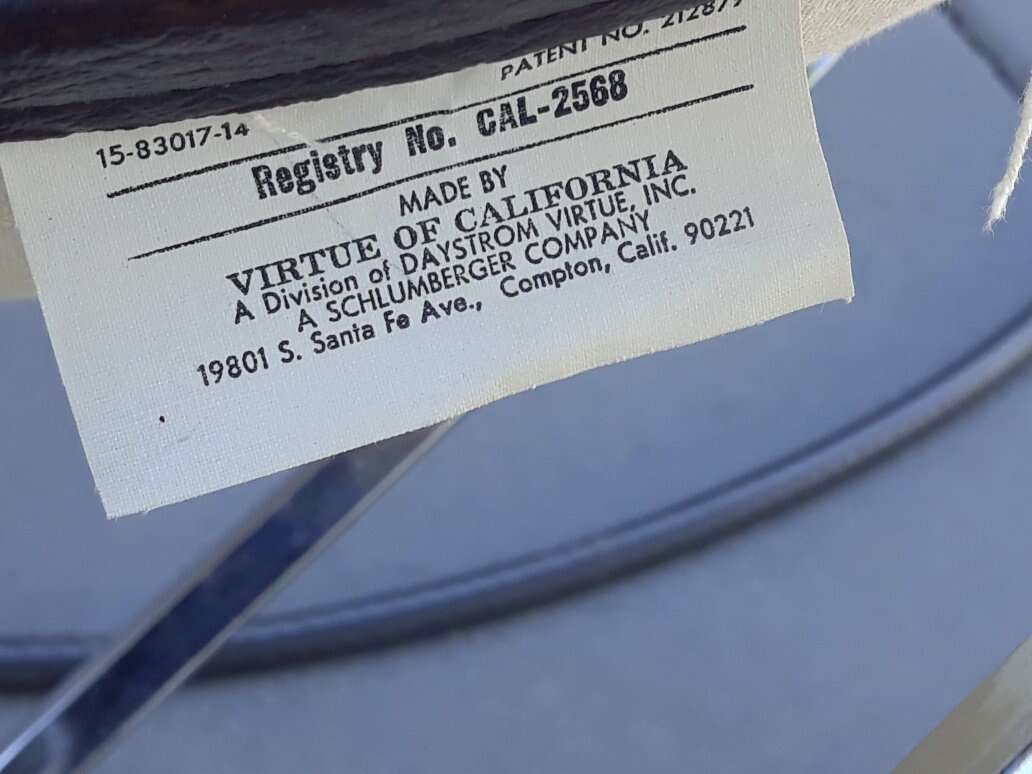 PATENT NO. 212879
15-83017-14
Registry No. CAL-2568
MADE BY
VIRTUE OF CALIFORNIA
A Division of DAYSTROM VIRTUE, INC.
A SCHLUMBERGER COMPANY
19801 S. Santa Fe Ave., Compton, Calif. 90221